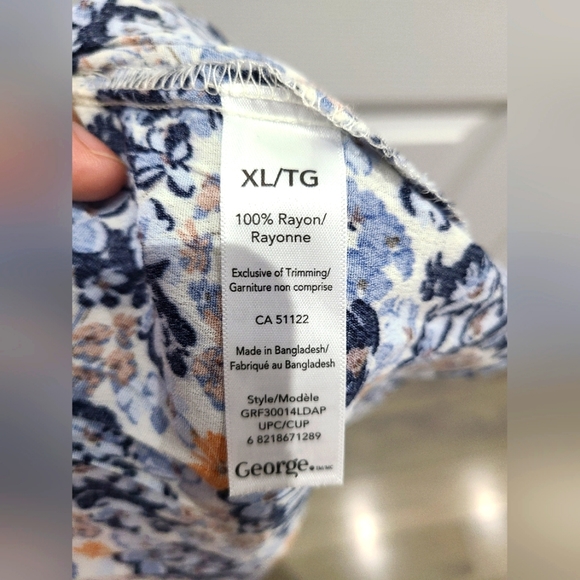 XL/TG
100% Rayon/
Rayonne
Exclusive of Trimming/
Garniture non comprise
CA 51122
Made in Bangladesh/
Fabriqué au Bangladesh
Style/Modèle
GRF30014LDAP
UPC/CUP
6 8218671289
George.